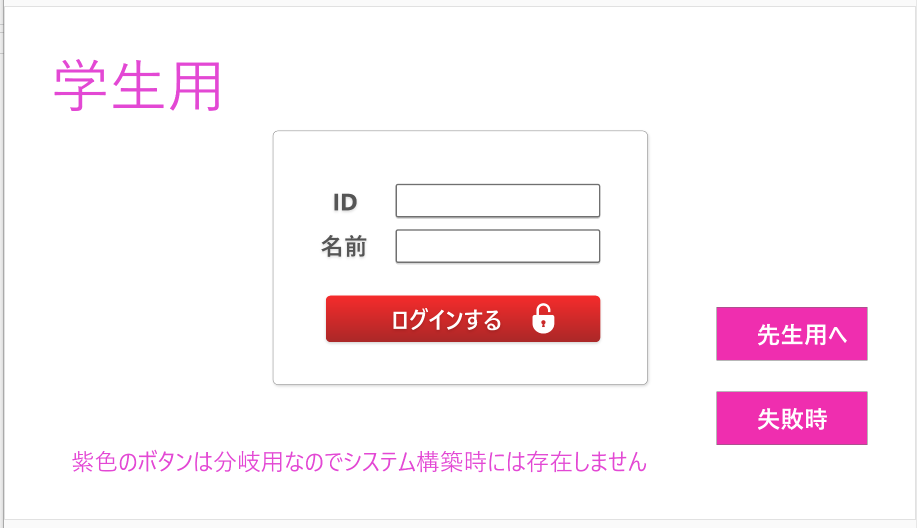 学生用
ID
名前
ログインする
先生用へ
失敗時
紫色のボタンは分岐用なのでシステム構築時には存在しません